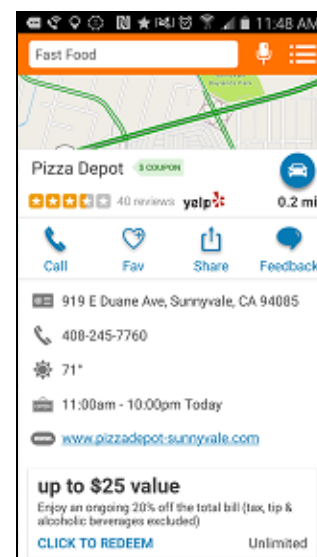 11:48 AM
Fast Food
Pizza Depot $ COUPON
40 reviews yelp
0.2 mi
Call Fav Share Feedback
919 E Duane Ave, Sunnyvale, CA 94085
408-245-7760
71°
11:00am - 10:00pm Today
www.pizzadepot-sunnyvale.com
up to $25 value
Enjoy an ongoing 20% off the total bill (tax, tip &
alcoholic beverages excluded)
CLICK TO REDEEM Unlimited